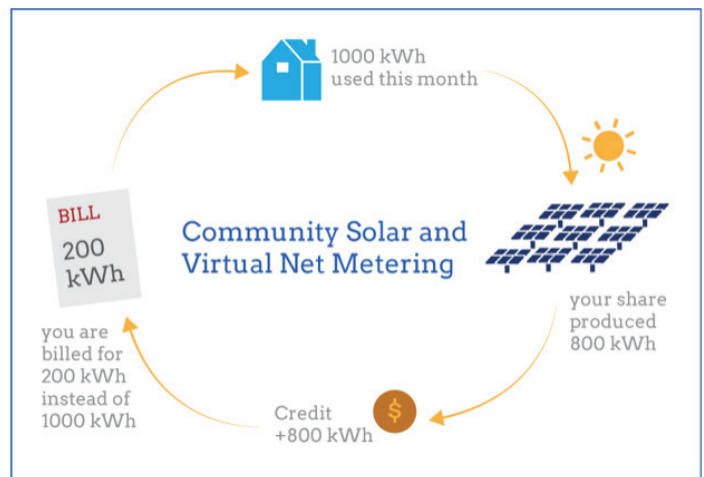 1000 kWh
used this month
BILL
200
kWh
Community Solar and
Virtual Net Metering
your share
produced
800 kWh
you are
billed for
200 kWh
instead of
1000 kWh
Credit
+800 kWh
$